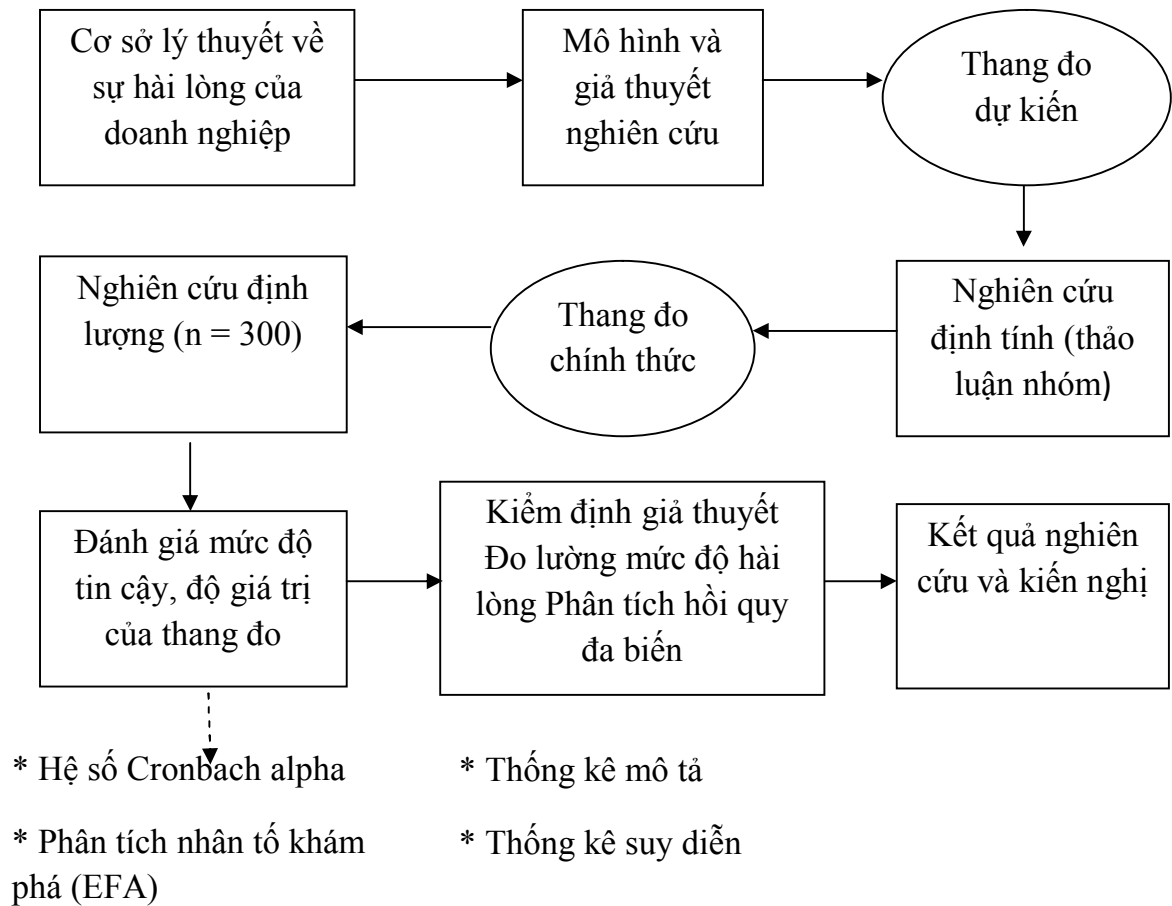 Cơ sở lý thuyết về
sự hài lòng của
doanh nghiệp
Mô hình và
giả thuyết
nghiên cứu
Thang đo
dự kiến
Nghiên cứu
định tính (thảo
luận nhóm)
Thang đo
chính thức
Nghiên cứu định
lượng (n = 300)
Đánh giá mức độ
tin cậy, độ giá trị
của thang đo
Kiểm định giả thuyết
Đo lường mức độ hài
lòng Phân tích hồi quy
đa biến
Kết quả nghiên
cứu và kiến nghị
* Hệ số Cronbach alpha
* Phân tích nhân tố khám
phá (EFA)
* Thống kê mô tả
* Thống kê suy diễn